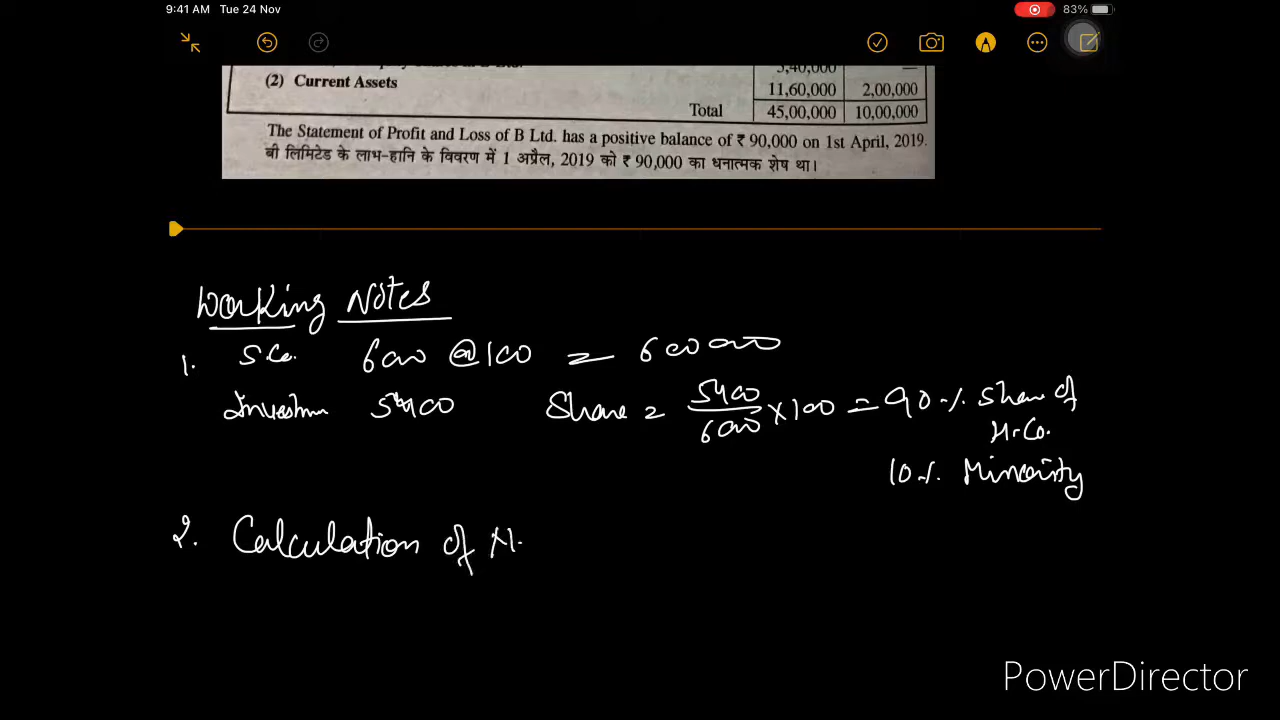 9:41 AM Tue 24 Nov
83%
5,40,000 —
(2) Current Assets 11,60,000 2,00,000
Total 45,00,000 10,00,000
The Statement of Profit and Loss of B Ltd. has a positive balance of ₹ 90,000 on 1st April, 2019.
बी लिमिटेड के लाभ-हानि के विवरण में 1 अप्रैल, 2019 को ₹ 90,000 का धनात्मक शेष था।
Working Notes
1. S.Co. 6000 @100 = 600000
5400 Share = 5400/6000 × 100 = 90% Share of
H.Co.
10% Minority
2. Calculation of M.
PowerDirector